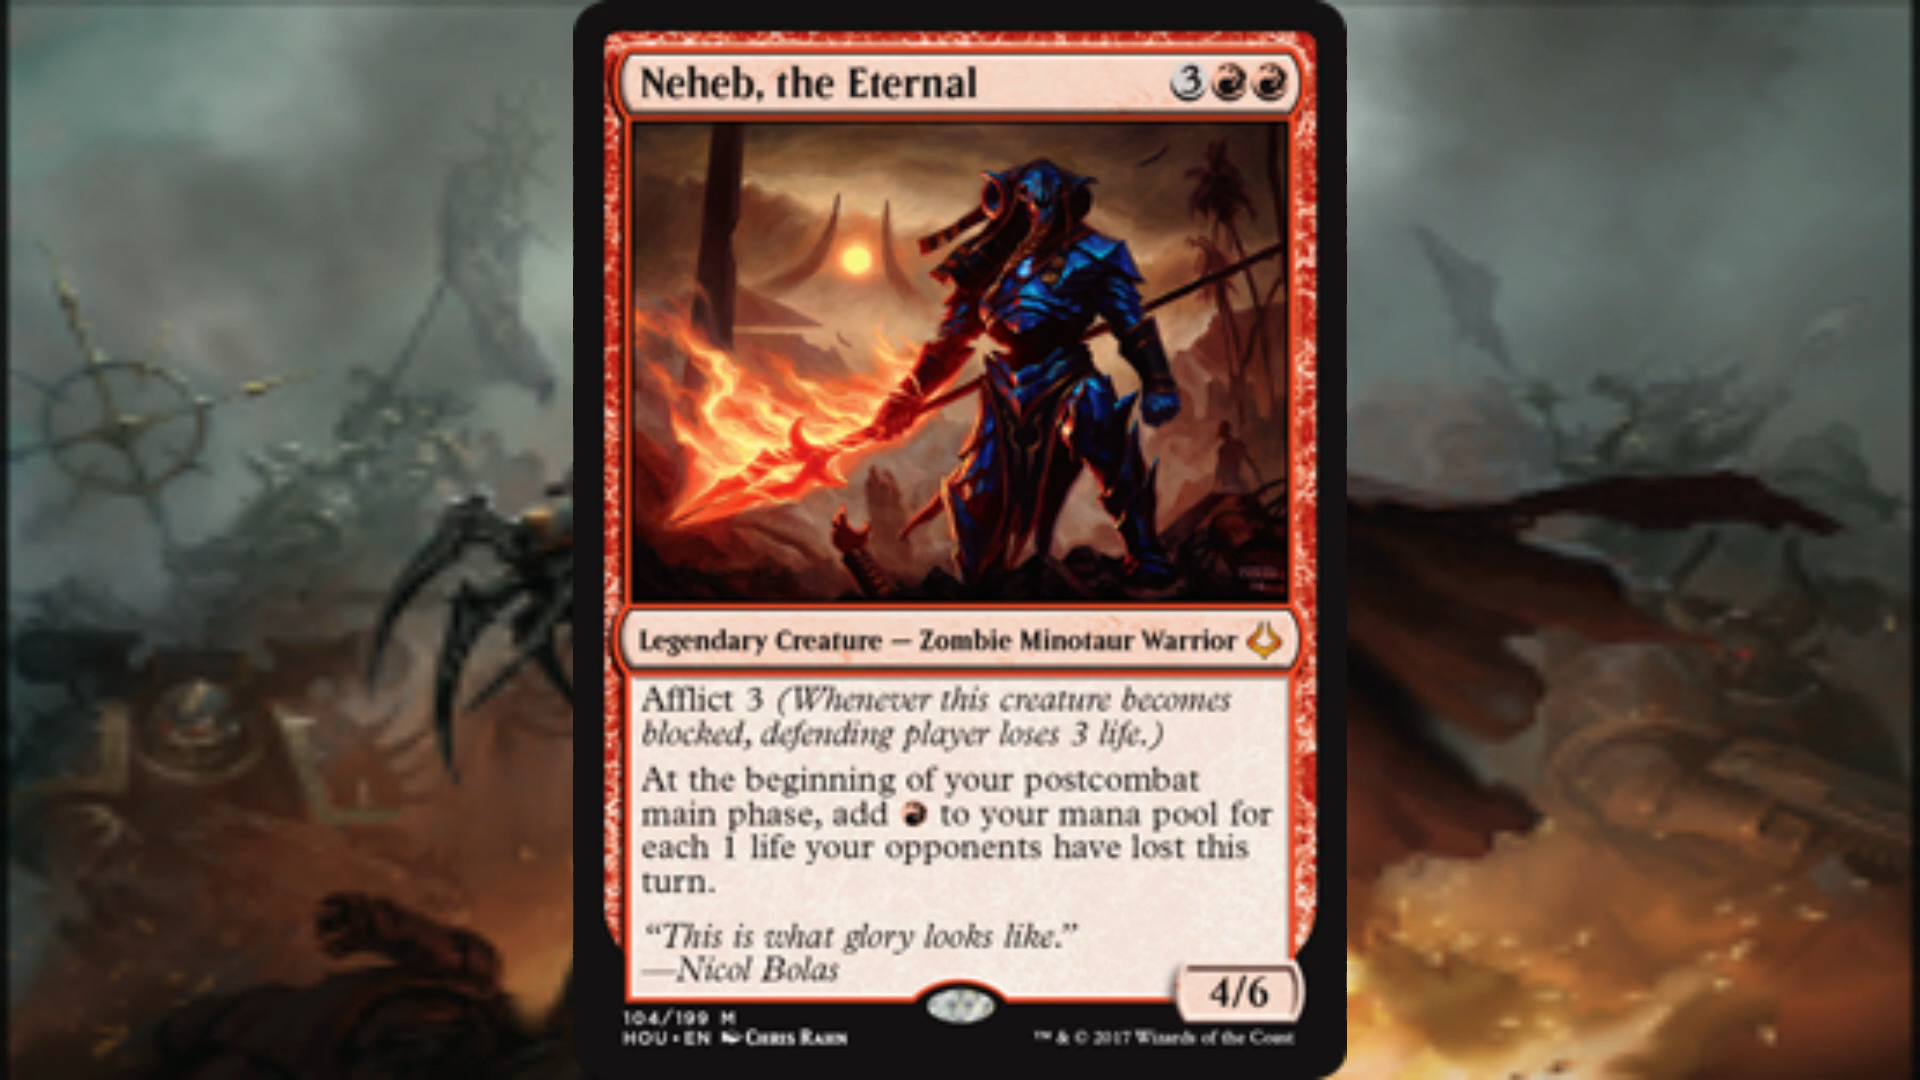 Neheb, the Eternal 3
Legendary Creature — Zombie Minotaur Warrior
Afflict 3 (Whenever this creature becomes
blocked, defending player loses 3 life.)
At the beginning of your postcombat
main phase, add to your mana pool for
each 1 life your opponents have lost this
turn.
“This is what glory looks like.”
—Nicol Bolas
4/6
104/199 M
HOU • EN Chris Rahn
™ & © 2017 Wizards of the Coast